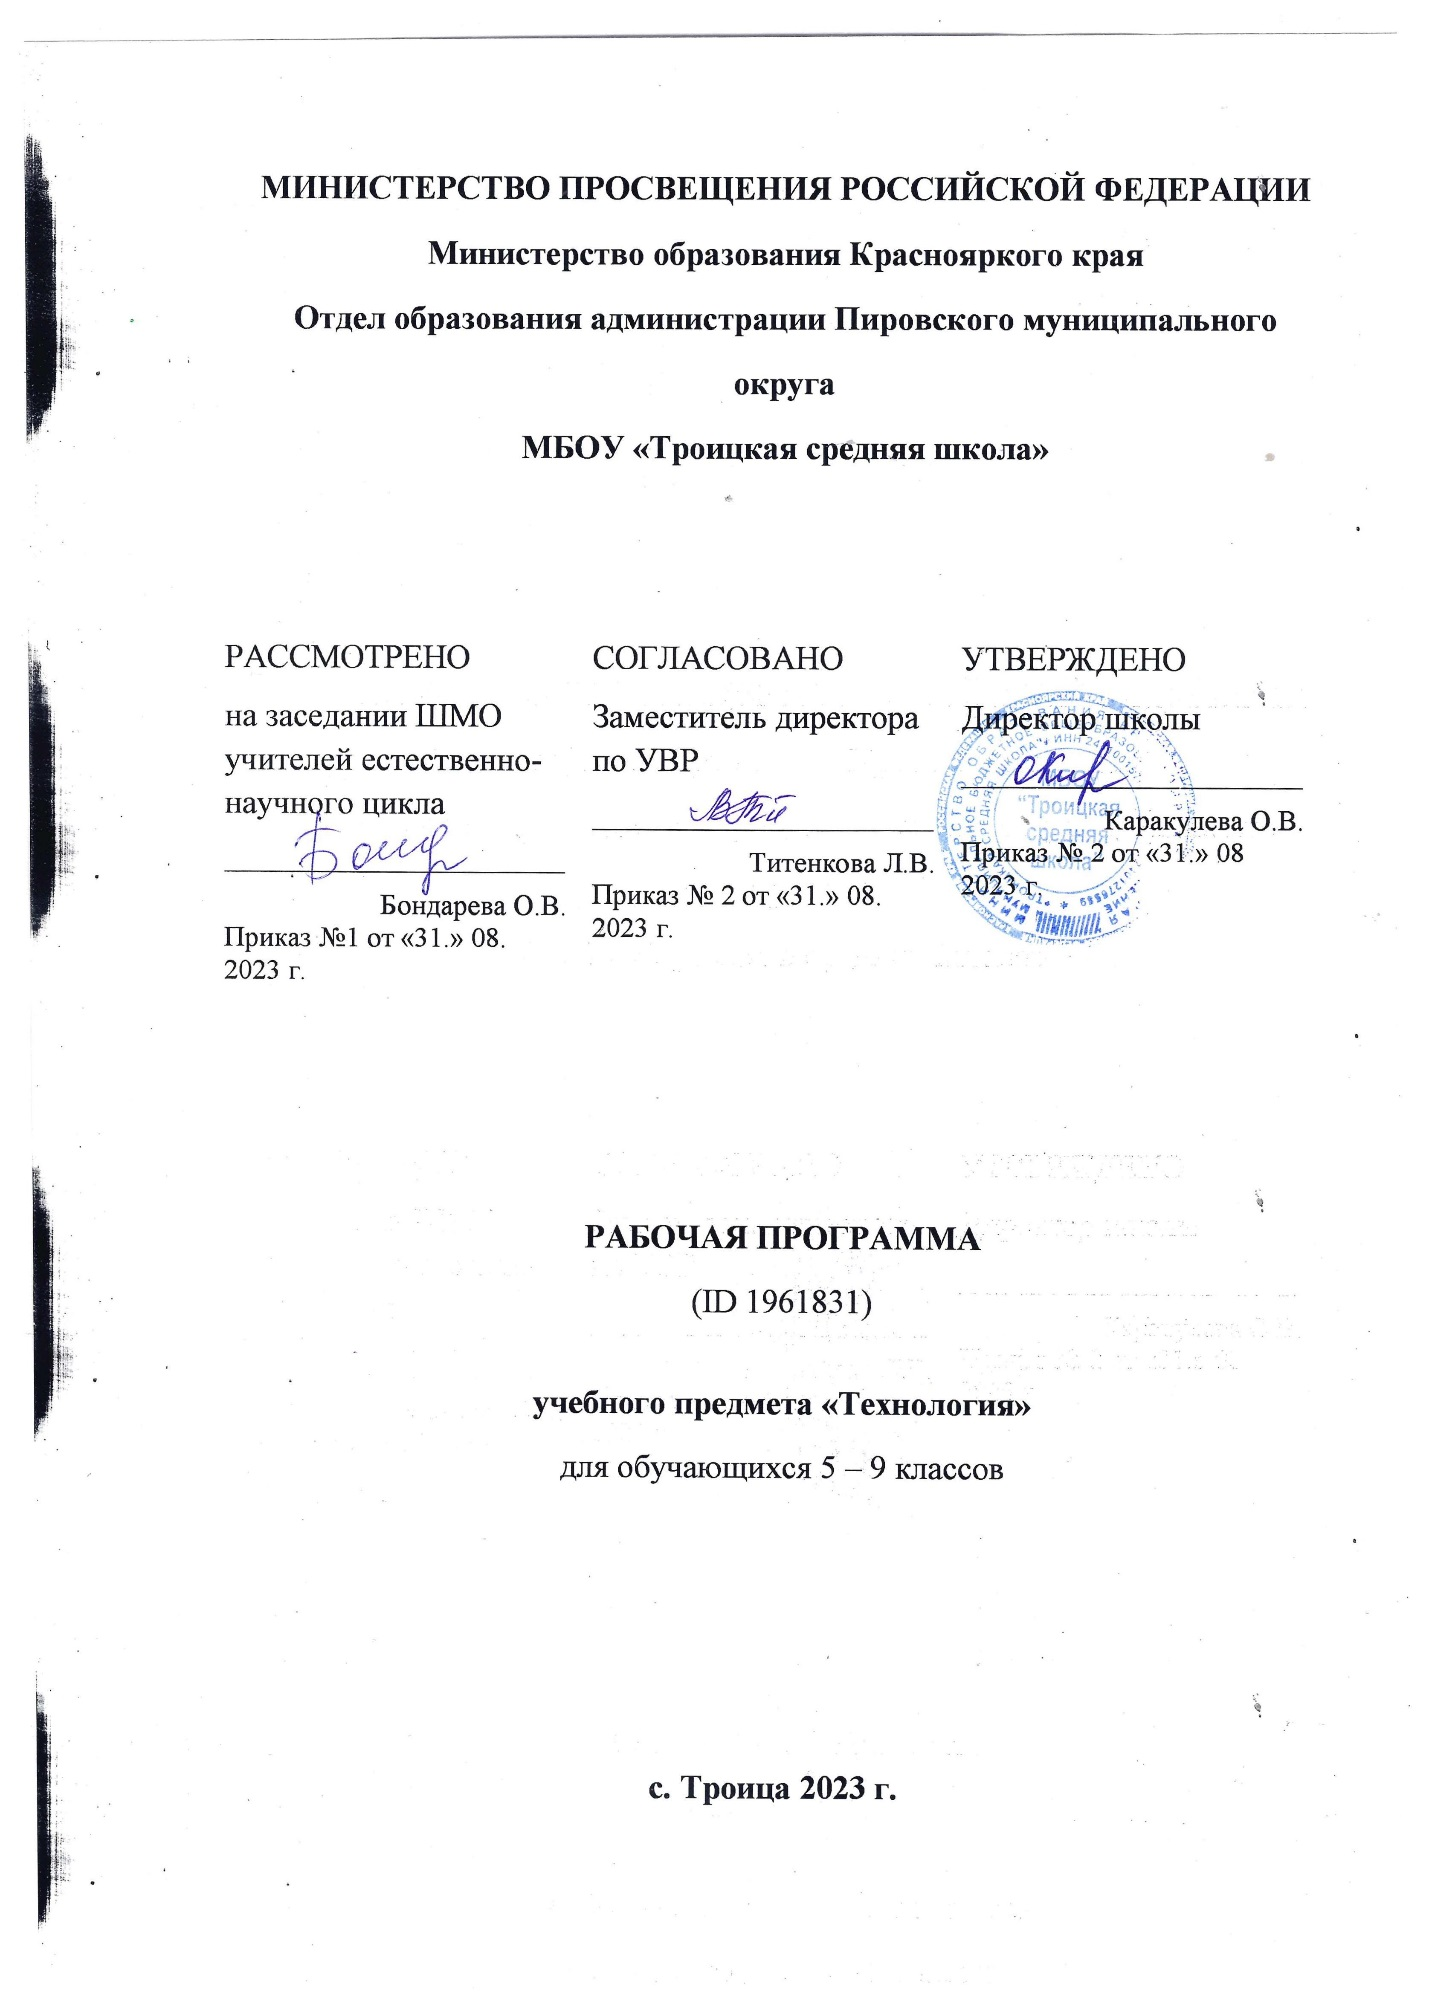 МИНИСТЕРСТВО ПРОСВЕЩЕНИЯ РОССИЙСКОЙ ФЕДЕРАЦИИ
Министерство образования Краснояркого края
Отдел образования администрации Пировского муниципального
округа
МБОУ «Троицкая средняя школа»
РАССМОТРЕНО
на заседании ШМО
учителей естественно-
научного цикла
Бондарева О.В.
Приказ №1 от «31.» 08.
2023 г.
СОГЛАСОВАНО
Заместитель директора
по УВР
Титенкова Л.В.
Приказ № 2 от «31.» 08.
2023 г.
УТВЕРЖДЕНО
Директор школы
Каракулева О.В.
Приказ № 2 от «31.» 08
2023 г.
"Троицкая
средняя
школа"
РАБОЧАЯ ПРОГРАММА
(ID 1961831)
учебного предмета «Технология»
для обучающихся 5 – 9 классов
с. Троица 2023 г.